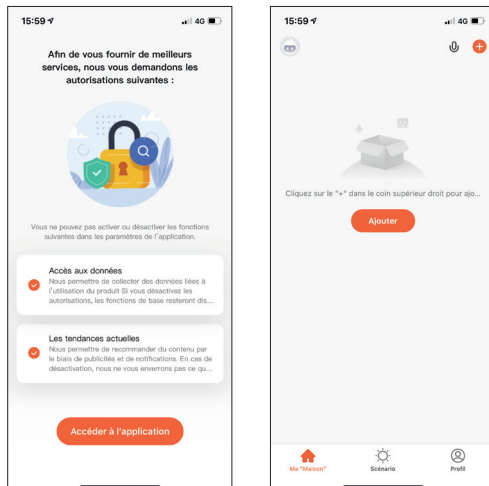 15:59
4G
Afin de vous fournir de meilleurs
services, nous vous demandons les
autorisations suivantes :
Vous ne pouvez pas activer ou désactiver les fonctions
suivantes dans les paramètres de l'application.
Accès aux données
Nous permettre de collecter des données liées à
l'utilisation du produit Si vous désactivez les
autorisations, les fonctions de base resteront dis...
Les tendances actuelles
Nous permettre de recommander du contenu par
le biais de publicités et de notifications. En cas de
désactivation, nous ne vous enverrons pas ce qu...
Accéder à l'application
15:59
4G
Cliquez sur le "+" dans le coin supérieur droit pour ajo...
Ajouter
Ma "Maison"
Scénario
Profil